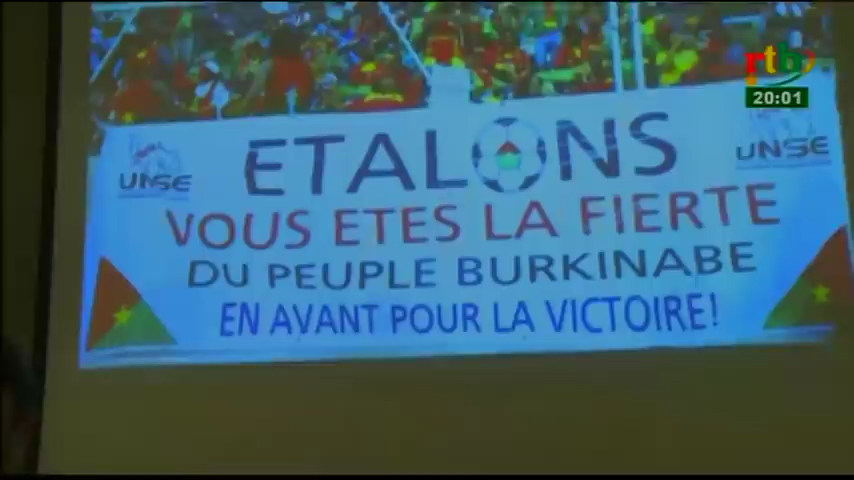 rtb
20:01
UNSE
UNSE
ETALONS
VOUS ETES LA FIERTE
DU PEUPLE BURKINABE
EN AVANT POUR LA VICTOIRE!